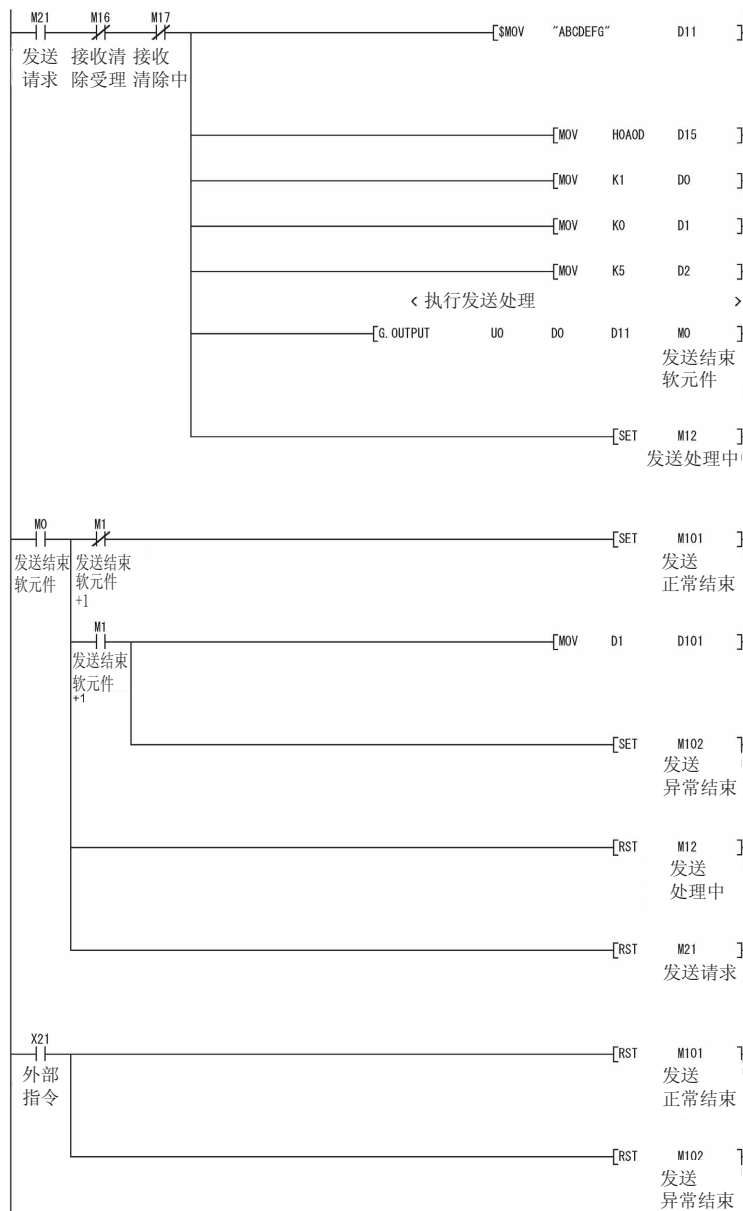 M21 M16 M17
[$MOV "ABCDEFG" D11 ]
发送 接收清 接收
请求 除受理 清除中
[MOV H0A0D D15 ]
[MOV K1 D0 ]
[MOV K0 D1 ]
[MOV K5 D2 ]
< 执行发送处理 >
[G.OUTPUT U0 D0 D11 M0 ]
发送结束
软元件
[SET M12 ]
发送处理中
M0 M1
[SET M101 ]
发送结束 发送结束 发送
软元件 软元件 正常结束
+1
M1
[MOV D1 D101 ]
发送结束
软元件
+1
[SET M102 ]
发送
异常结束
[RST M12 ]
发送
处理中
[RST M21 ]
发送请求
X21
[RST M101 ]
外部 发送
指令 正常结束
[RST M102 ]
发送
异常结束